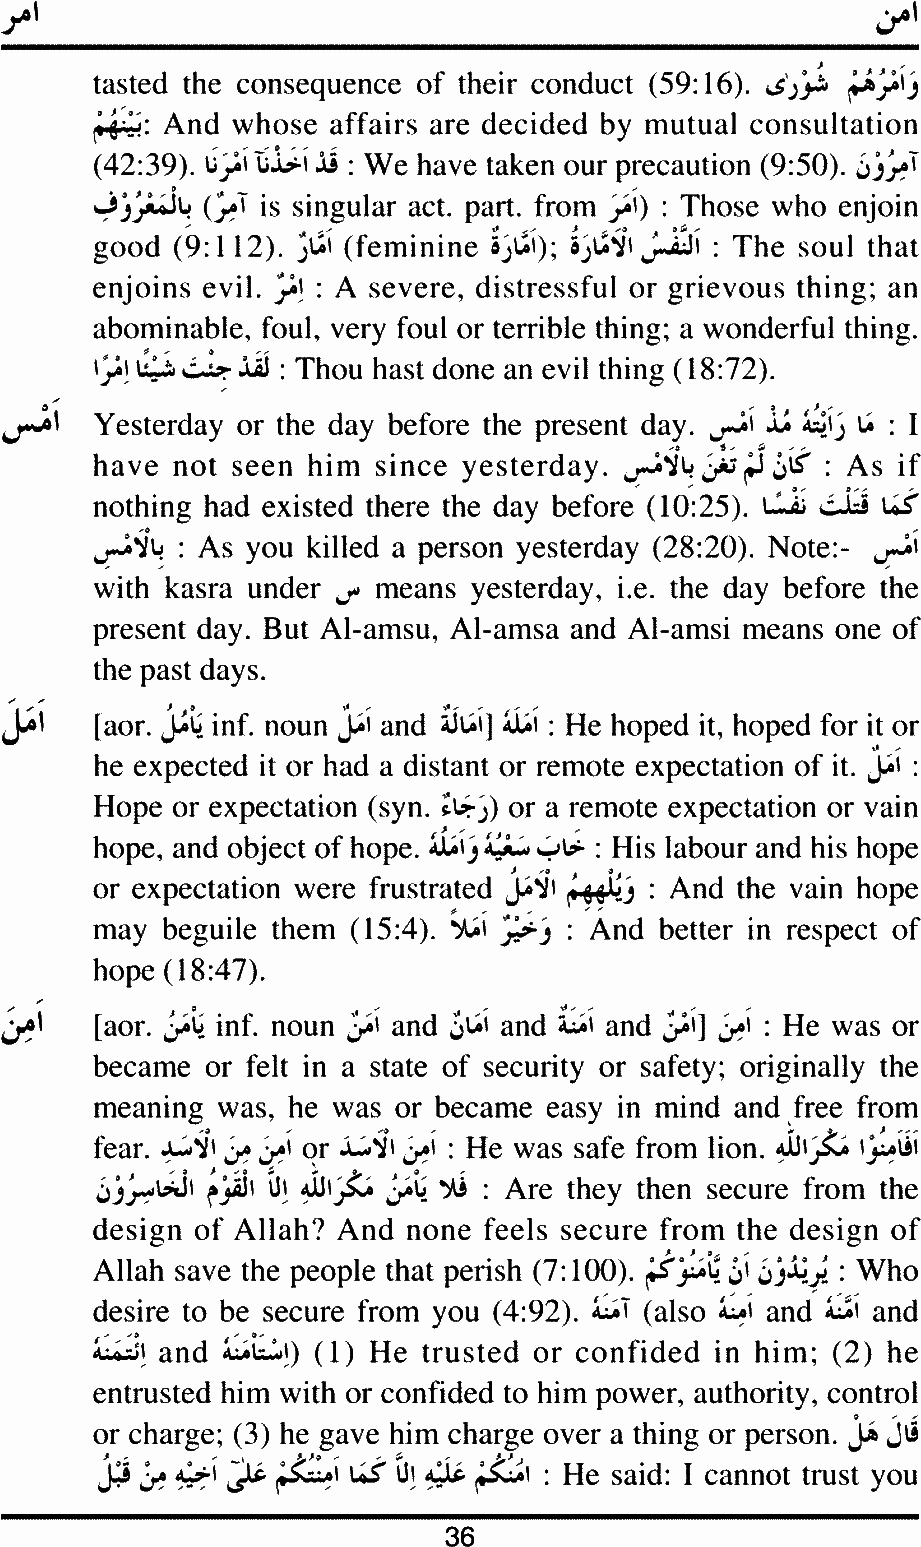 امر امن
tasted the consequence of their conduct (59:16). وَاَمْرُهُمْ شُوْرٰى
بَيْنَهُمْ: And whose affairs are decided by mutual consultation
(42:39). قَدْ اَخَذْنَآ اَمْرَنَا : We have taken our precaution (9:50). آمِرُوْنَ
بِالْمَعْرُوْفِ (آمِرٌ is singular act. part. from اَمَرَ) : Those who enjoin
good (9:112). اَمَّارٌ (feminine اَمَّارَةٌ); اَلنَّفْسُ الْاَمَّارَةُ : The soul that
enjoins evil. اِمْرٌ : A severe, distressful or grievous thing; an
abominable, foul, very foul or terrible thing; a wonderful thing.
لَقَدْ جِئْتَ شَيْئًا اِمْرًا : Thou hast done an evil thing (18:72).
اَمْسِ Yesterday or the day before the present day. مَا رَاَيْتُهٗ مُذْ اَمْسِ : I
have not seen him since yesterday. كَاَنْ لَّمْ تَغْنَ بِالْاَمْسِ : As if
nothing had existed there the day before (10:25). كَمَا قَتَلْتَ نَفْسًا
بِالْاَمْسِ : As you killed a person yesterday (28:20). Note:- اَمْسِ
with kasra under س means yesterday, i.e. the day before the
present day. But Al-amsu, Al-amsa and Al-amsi means one of
the past days.
اَمَلَ [aor. يَاْمُلُ inf. noun اَمَلٌ and اَمَالَةٌ] اَمَلَهٗ : He hoped it, hoped for it or
he expected it or had a distant or remote expectation of it. اَمَلٌ :
Hope or expectation (syn. رَجَاءٌ) or a remote expectation or vain
hope, and object of hope. خَابَ سَعْيُهٗ وَاَمَلُهٗ : His labour and his hope
or expectation were frustrated وَيُلْهِهِمُ الْاَمَلُ : And the vain hope
may beguile them (15:4). وَخَيْرٌ اَمَلاً : And better in respect of
hope (18:47).
اَمِنَ [aor. يَاْمَنُ inf. noun اَمْنٌ and اَمَانٌ and اَمَنَةٌ and اَمْنٌ] اَمِنَ : He was or
became or felt in a state of security or safety; originally the
meaning was, he was or became easy in mind and free from
fear. اَمِنَ مِنَ الْاَسَدِ or اَمِنَ الْاَسَدَ : He was safe from lion. اَفَاَمِنُوْا مَكْرَاللّٰهِ
فَلا يَاْمَنُ مَكْرَاللّٰهِ اِلَّا الْقَوْمُ الْخَاسِرُوْنَ : Are they then secure from the
design of Allah? And none feels secure from the design of
Allah save the people that perish (7:100). يُرِيْدُوْنَ اَنْ يَّاْمَنُوْكُمْ : Who
desire to be secure from you (4:92). آمَنَهٗ (also اَمِنَهٗ and اَمَّنَهٗ and
اِئْتَمَنَهٗ and اِسْتَاْمَنَهٗ) (1) He trusted or confided in him; (2) he
entrusted him with or confided to him power, authority, control
or charge; (3) he gave him charge over a thing or person. قَالَ هَلْ
اٰمَنُكُمْ عَلَيْهِ اِلَّا كَمَا اَمِنْتُكُمْ عَلٰٓى اَخِيْهِ مِنْ قَبْلُ : He said: I cannot trust you
36